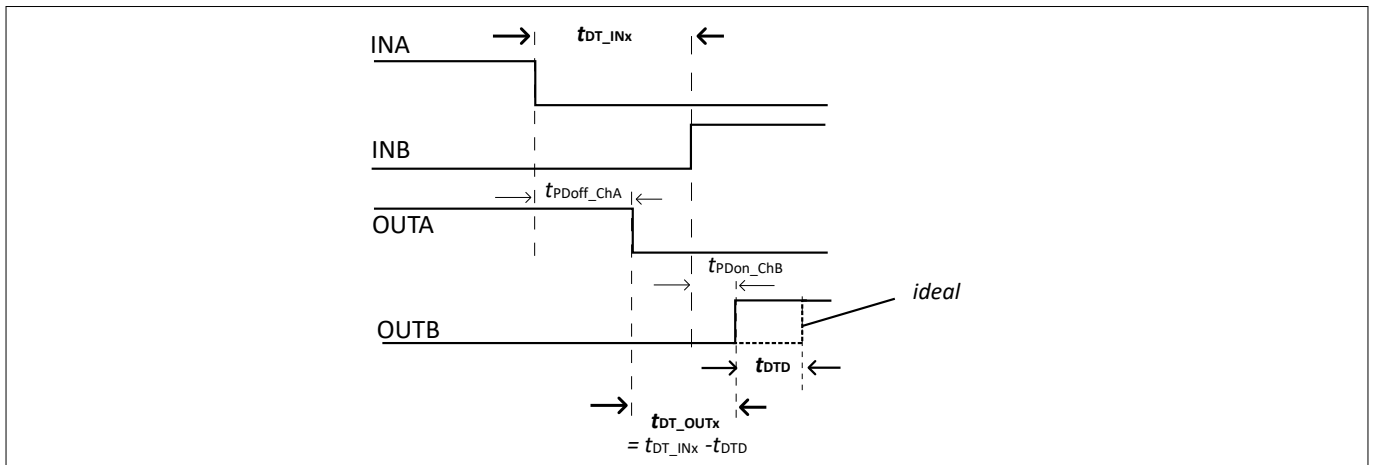 tDT_INx
INA
INB
tPDoff_ChA
OUTA
tPDon_ChB
ideal
OUTB
tDTD
tDT_OUTx
= tDT_INx -tDTD